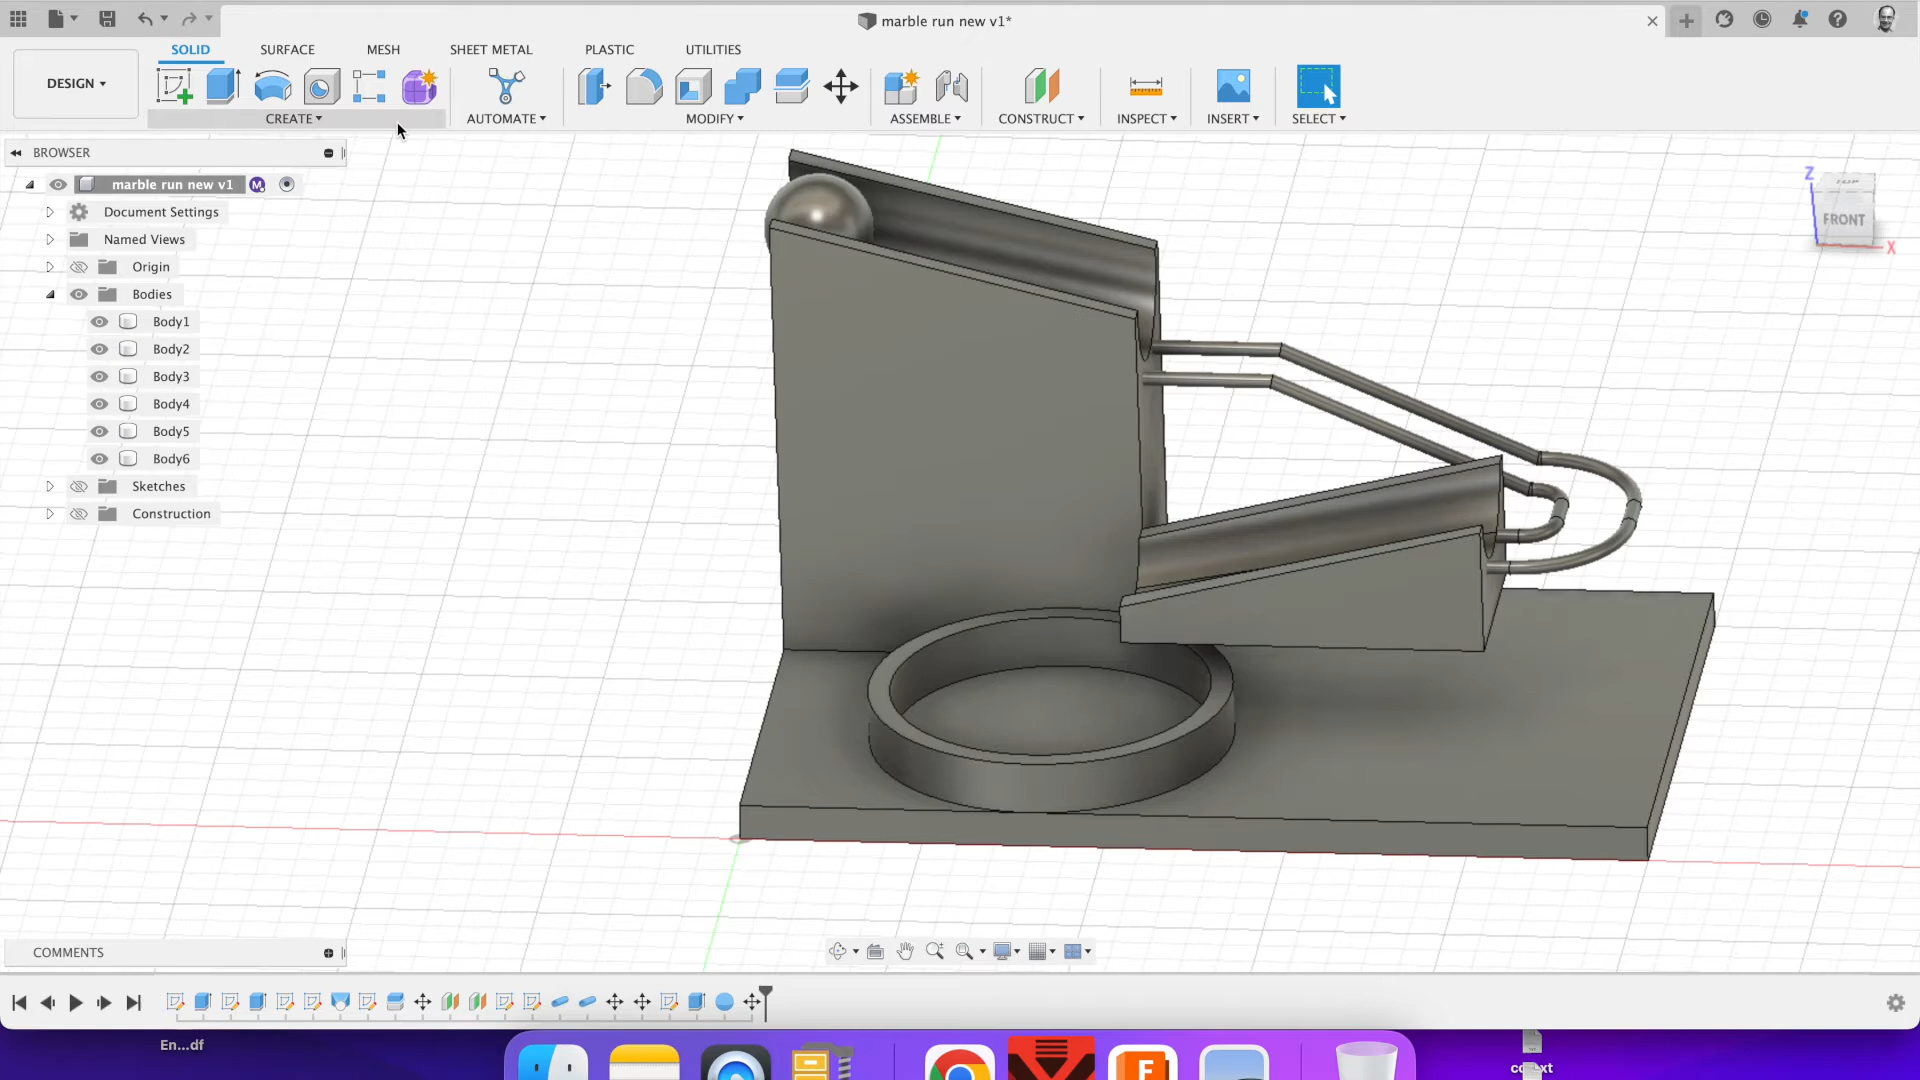 marble run new v1*
SOLID SURFACE MESH SHEET METAL PLASTIC UTILITIES
DESIGN
CREATE AUTOMATE MODIFY ASSEMBLE CONSTRUCT INSPECT INSERT SELECT
BROWSER
marble run new v1
M
Document Settings
Named Views
Origin
Bodies
Body1
Body2
Body3
Body4
Body5
Body6
Sketches
Construction
Z
TOP
FRONT
X
COMMENTS
En...df
F